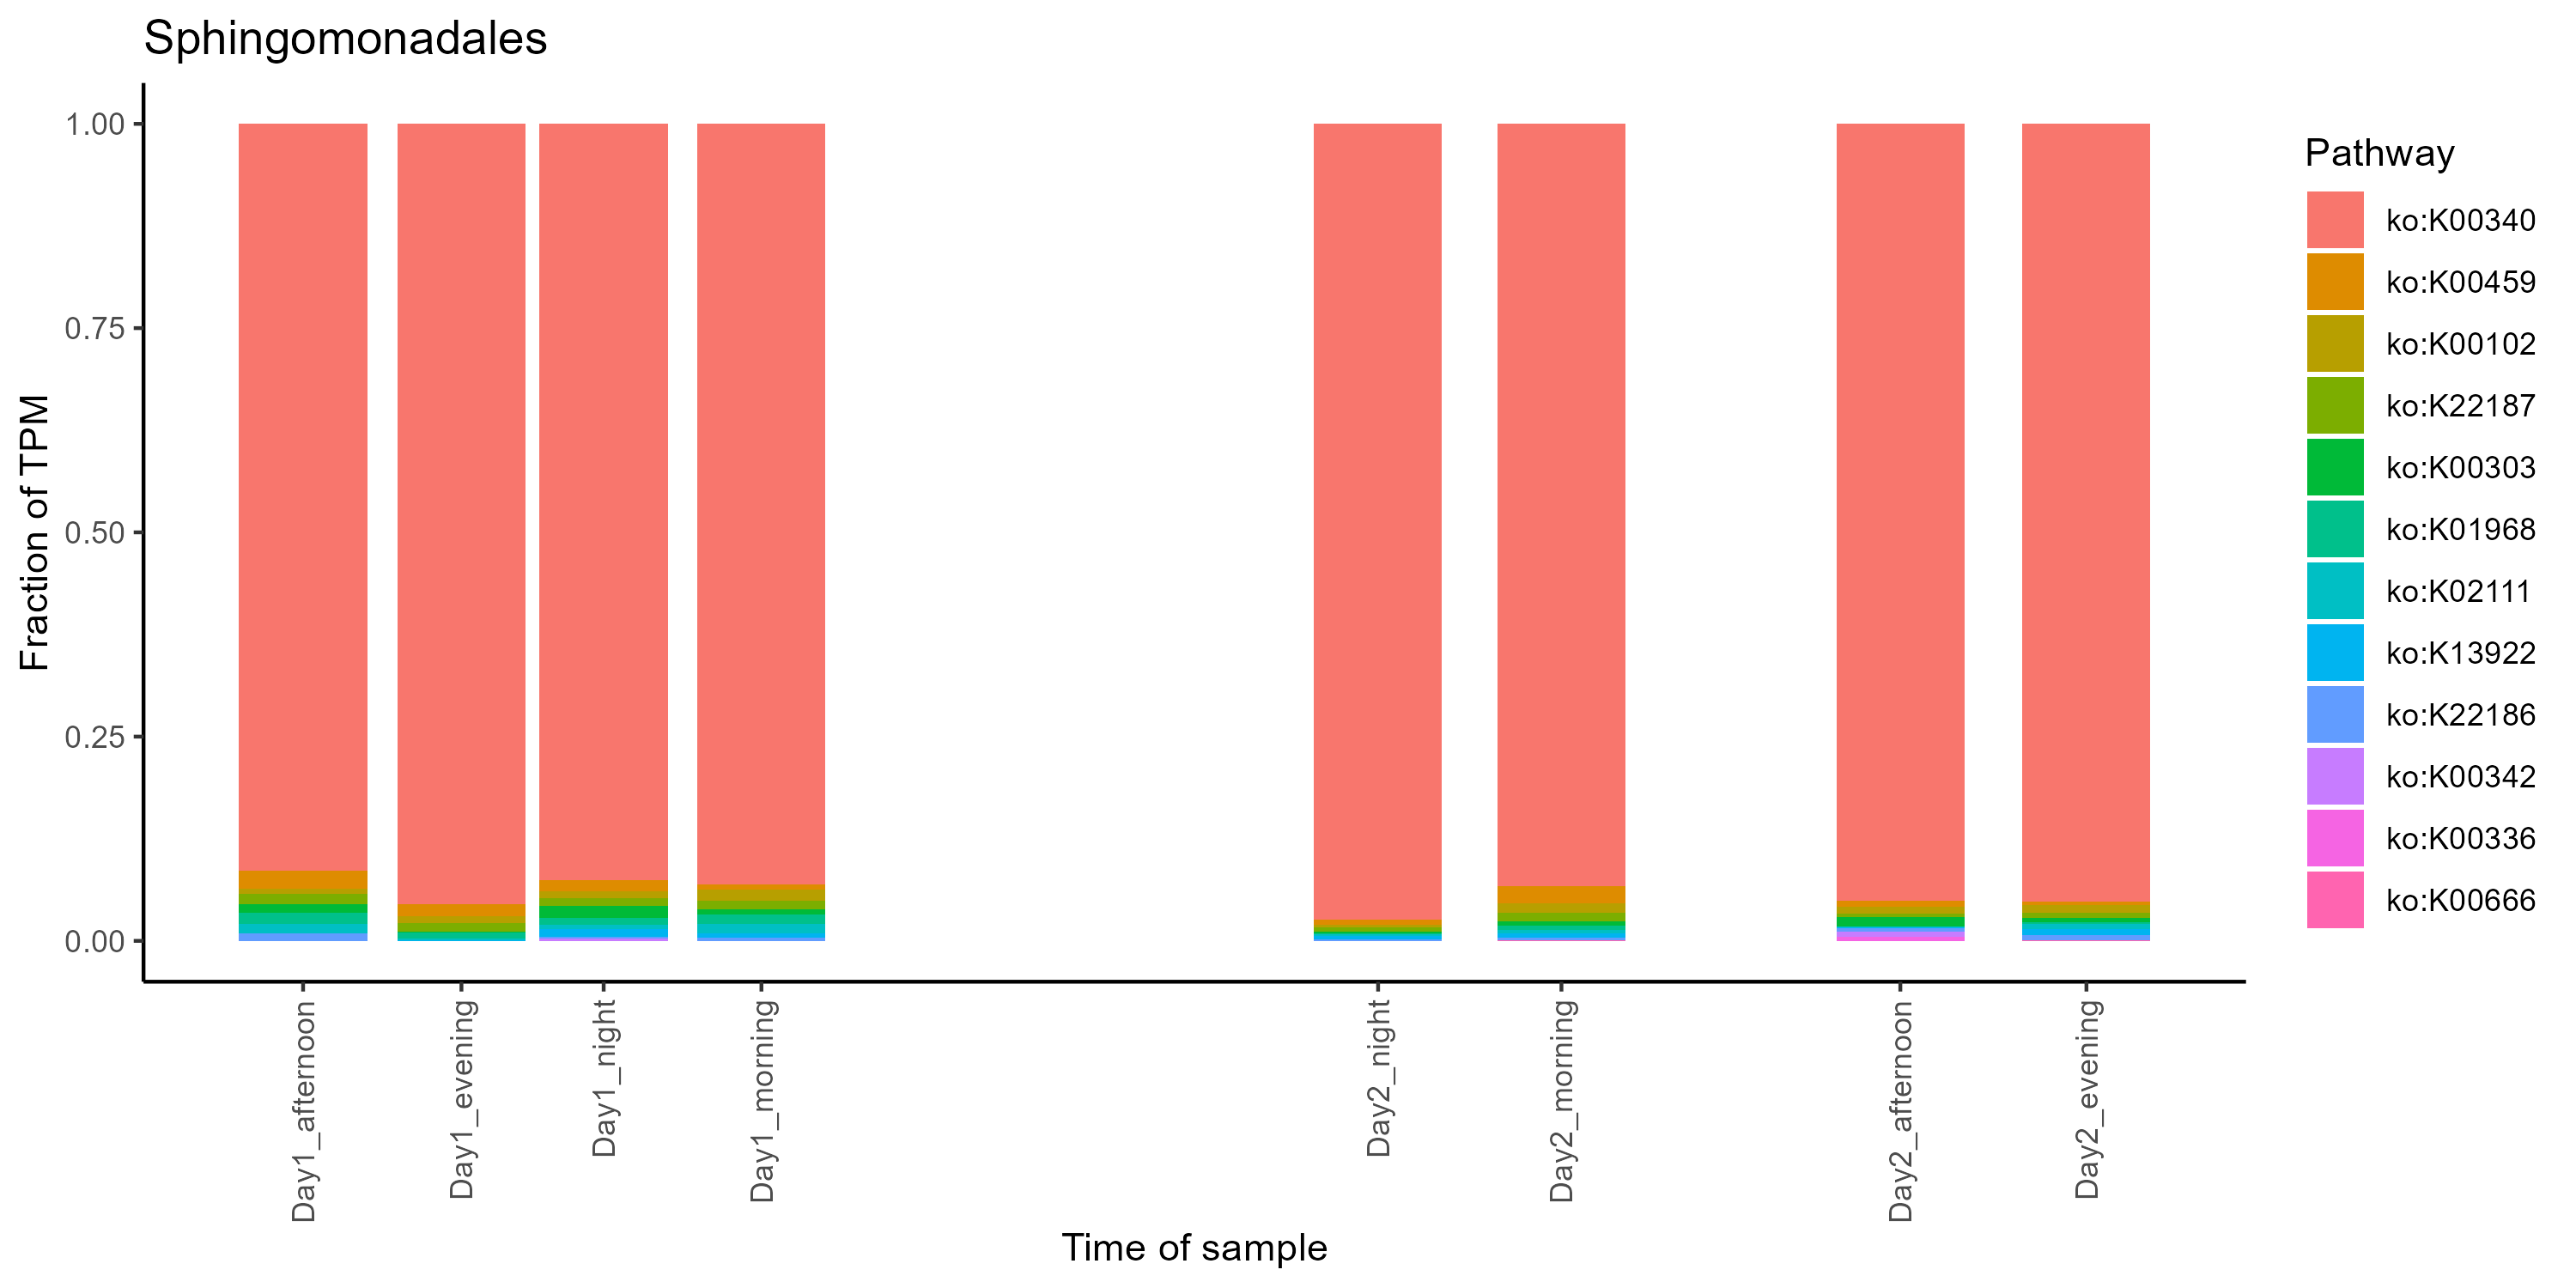 Sphingomonadales
Fraction of TPM
1.00
0.75
0.50
0.25
0.00
Day1_afternoon
Day1_evening
Day1_night
Day1_morning
Day2_night
Day2_morning
Day2_afternoon
Day2_evening
Time of sample
Pathway
ko:K00340
ko:K00459
ko:K00102
ko:K22187
ko:K00303
ko:K01968
ko:K02111
ko:K13922
ko:K22186
ko:K00342
ko:K00336
ko:K00666